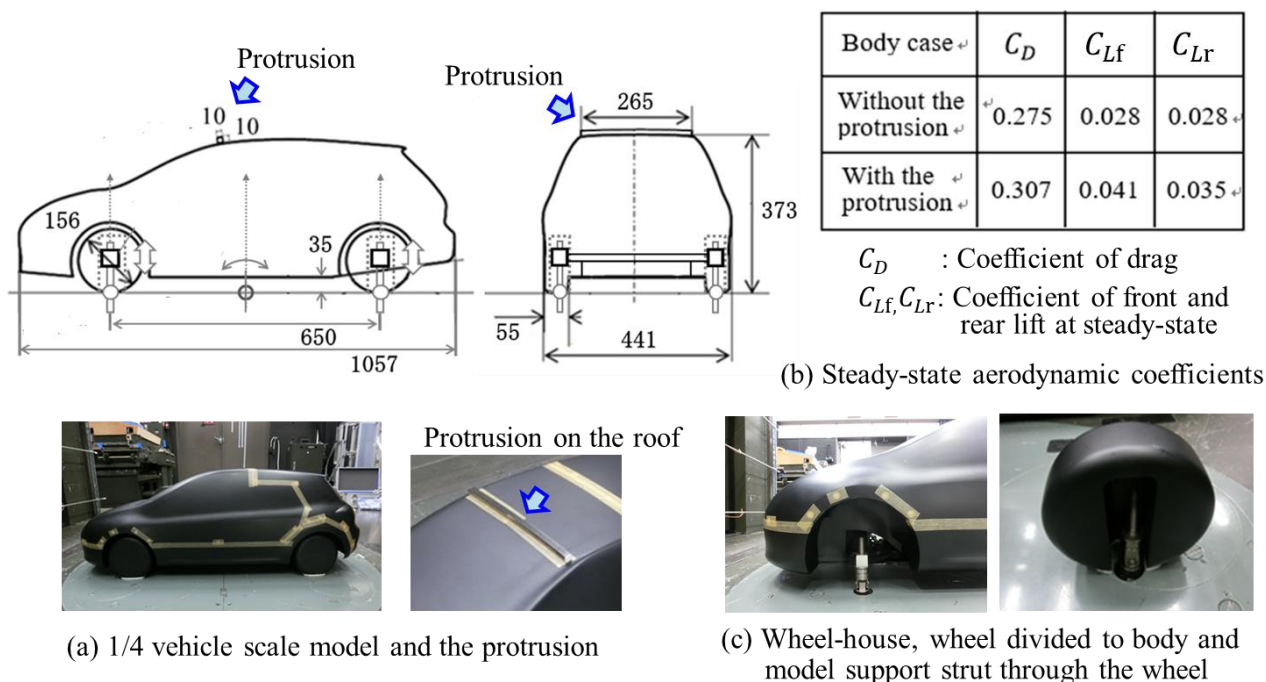 Protrusion
10
10
156
35
650
1057
Protrusion
265
373
55
441
Body case C_D C_Lf C_Lr
Without the protrusion 0.275 0.028 0.028
With the protrusion 0.307 0.041 0.035
C_D : Coefficient of drag
C_Lf, C_Lr : Coefficient of front and
rear lift at steady-state
(b) Steady-state aerodynamic coefficients
Protrusion on the roof
(a) 1/4 vehicle scale model and the protrusion
(c) Wheel-house, wheel divided to body and
model support strut through the wheel